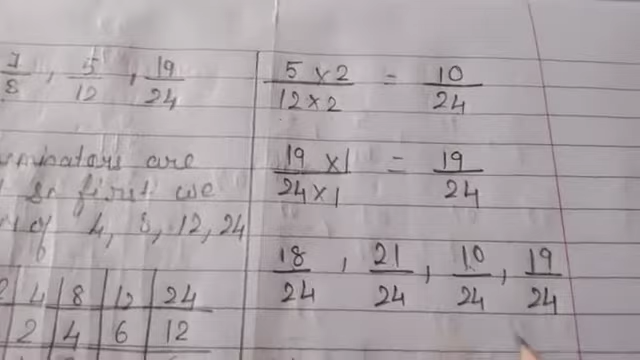 7/8, 5/12, 19/24
are
so first we
of 4, 8, 12, 24
2 | 4 | 8 | 12 | 24
2 | 4 | 6 | 12
5 × 2 / 12 × 2 = 10/24
19 × 1 / 24 × 1 = 19/24
18/24, 21/24, 10/24, 19/24